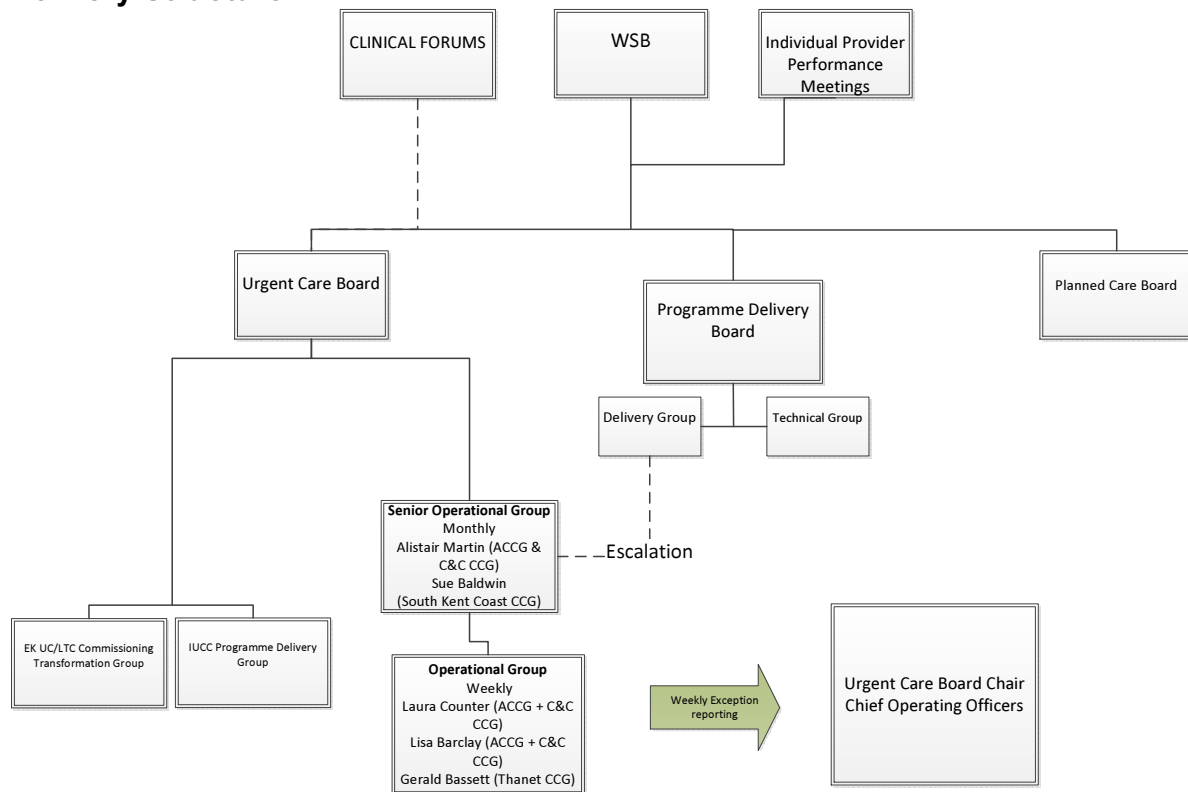 CLINICAL FORUMS
WSB
Individual Provider
Performance
Meetings
Urgent Care Board
Programme Delivery
Board
Planned Care Board
Delivery Group
Technical Group
Senior Operational Group
Monthly
Alistair Martin (ACCG &
C&C CCG)
Sue Baldwin
(South Kent Coast CCG)
Escalation
EK UC/LTC Commissioning
Transformation Group
IUCC Programme Delivery
Group
Operational Group
Weekly
Laura Counter (ACCG + C&C
CCG)
Lisa Barclay (ACCG + C&C
CCG)
Gerald Bassett (Thanet CCG)
Weekly Exception
reporting
Urgent Care Board Chair
Chief Operating Officers